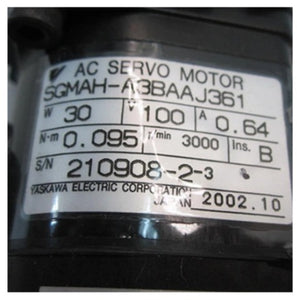 AC SERVO MOTOR
SGMAH-A3BAAJ361
W 30 V 100 A 0.64
N-m 0.095 r/min 3000 Ins. B
S/N 210908-2-3
YASKAWA ELECTRIC CORPORATION
JAPAN 2002.10